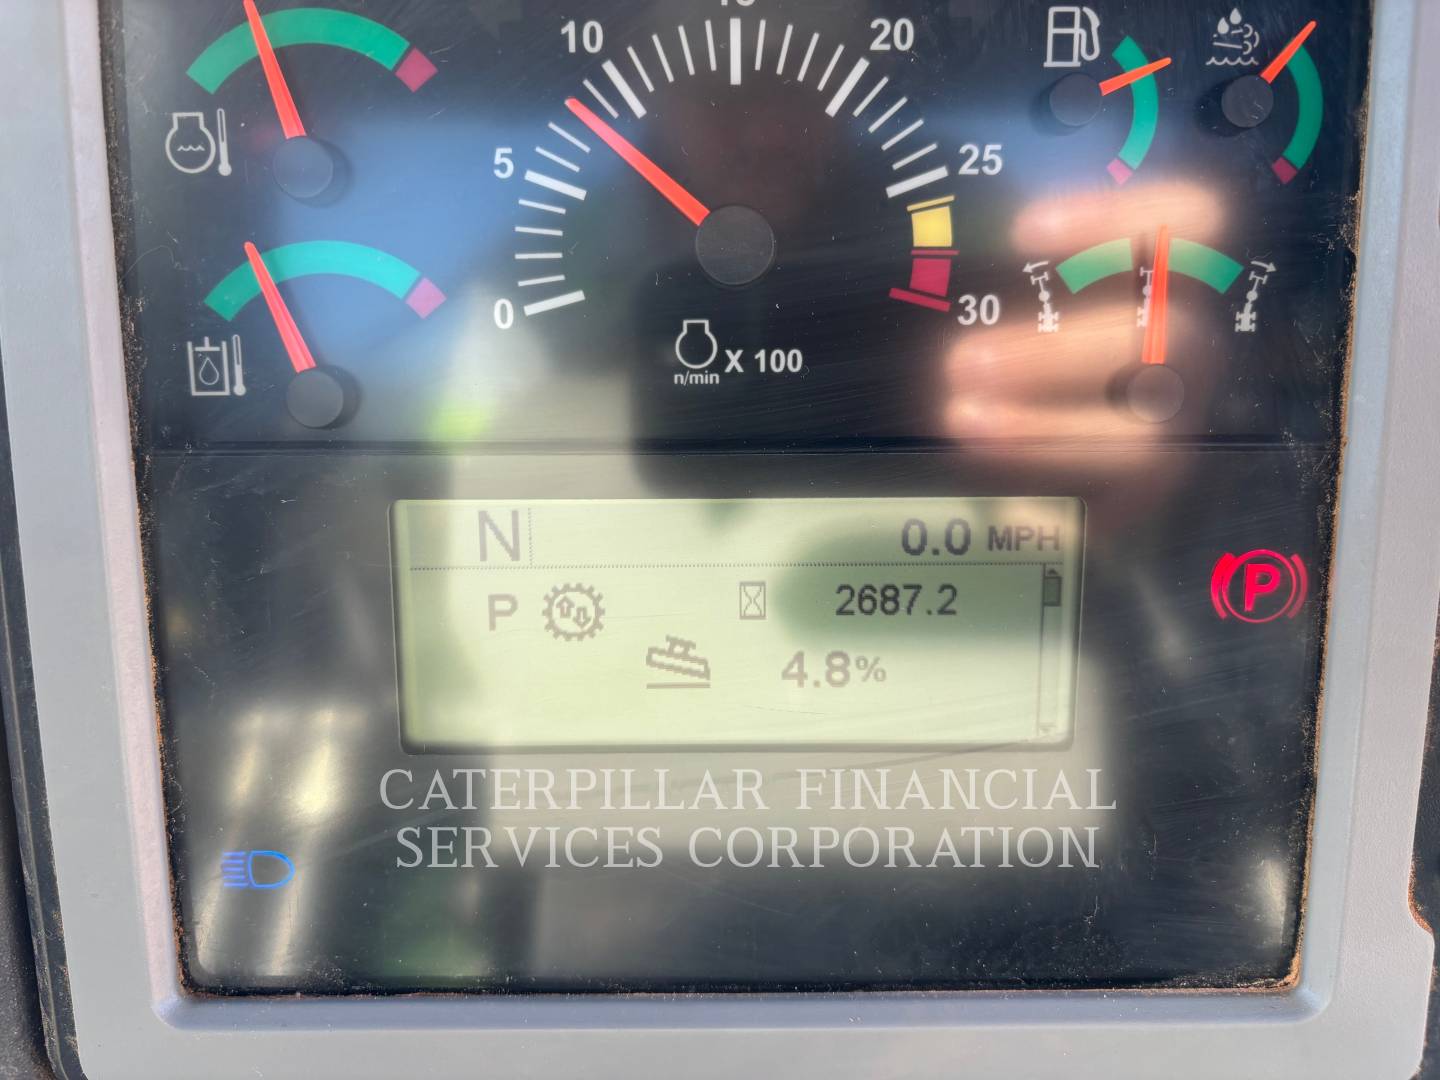 15
10
20
5
25
0
30
X 100
n/min
N
0.0 MPH
P
2687.2
P
4.8%
CATERPILLAR FINANCIAL
SERVICES CORPORATION